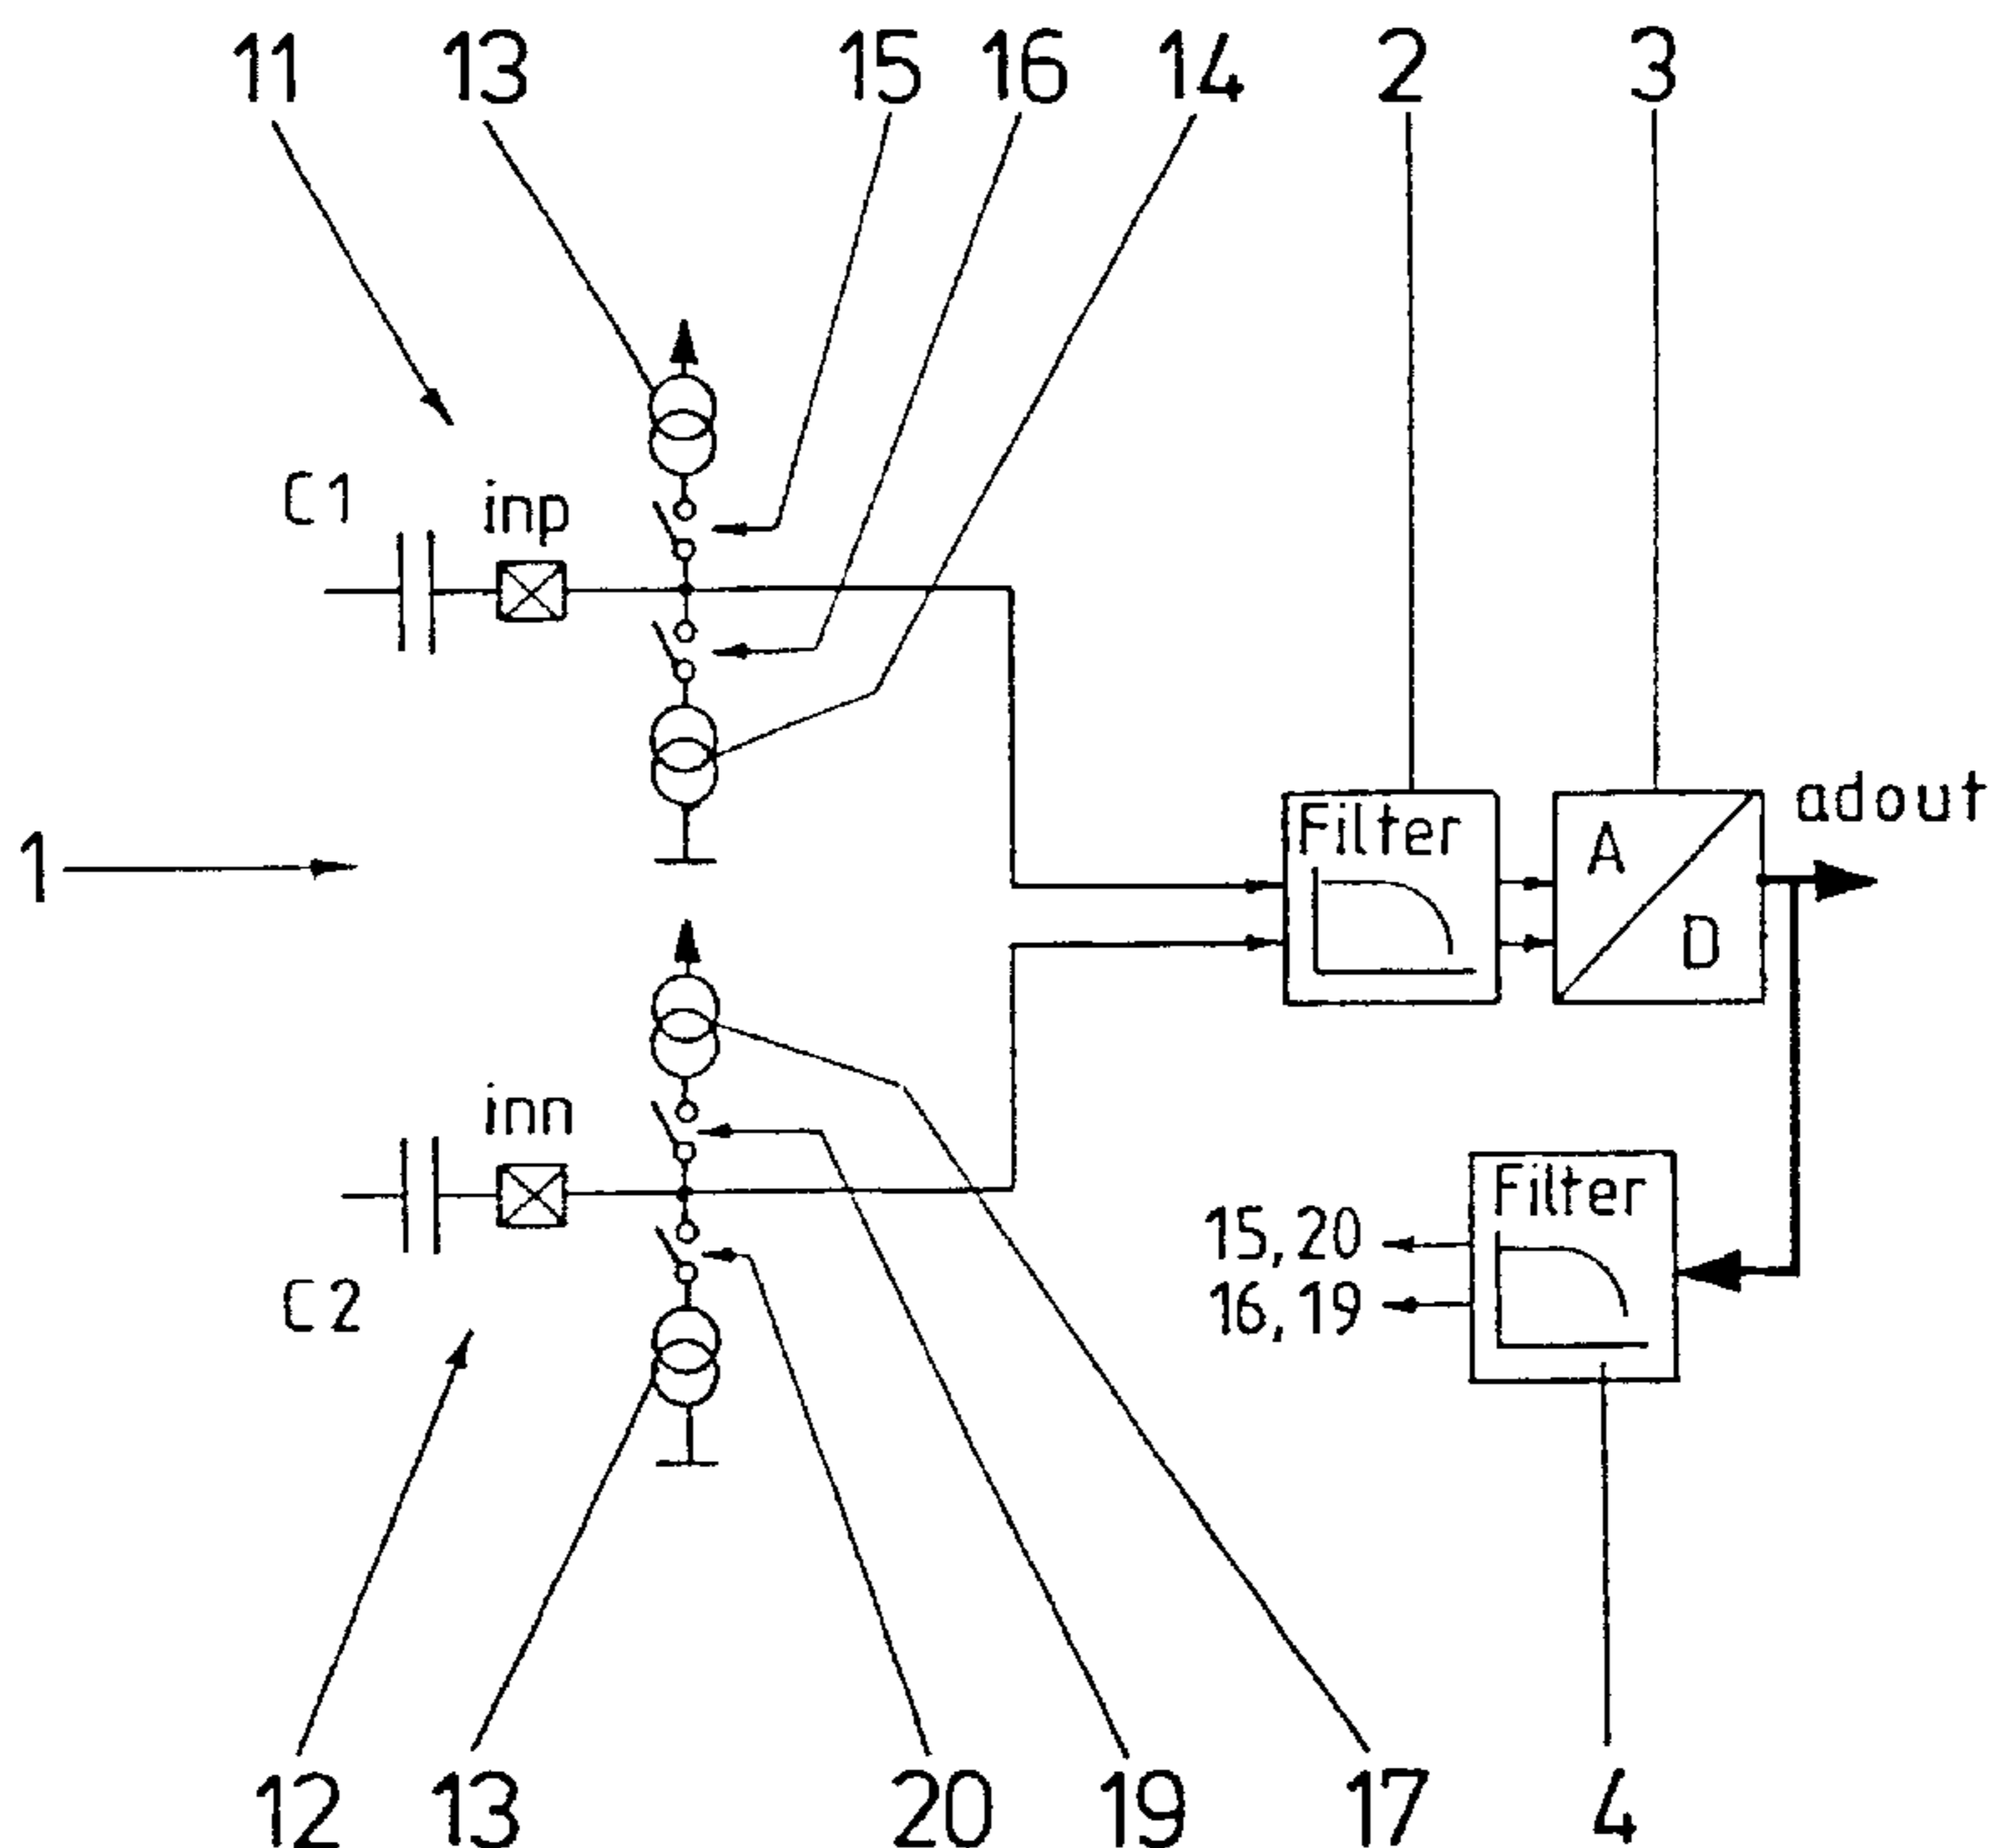 11 13 15 16 14 2 3
C1 inp
adout
Filter A
1
D
inn
Filter
15,20
C2 16,19
12 13 20 19 17 4